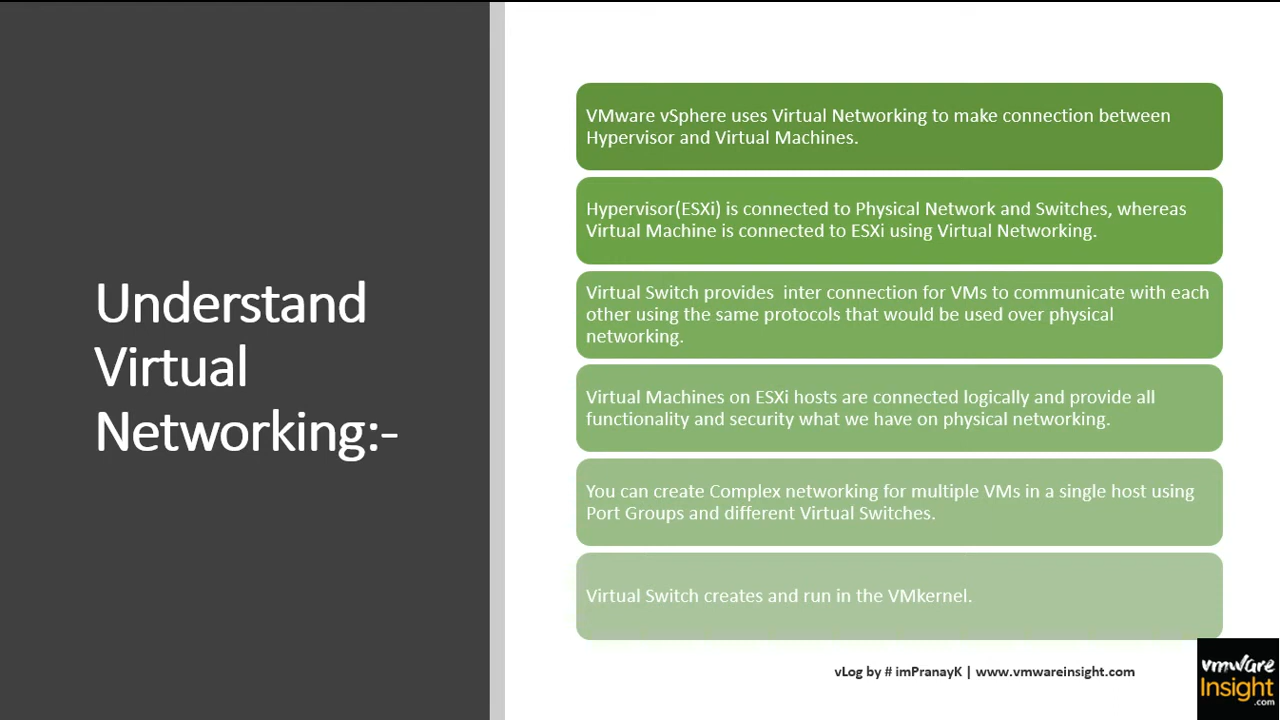 Understand
Virtual
Networking:-
VMware vSphere uses Virtual Networking to make connection between
Hypervisor and Virtual Machines.
Hypervisor(ESXi) is connected to Physical Network and Switches, whereas
Virtual Machine is connected to ESXi using Virtual Networking.
Virtual Switch provides  inter connection for VMs to communicate with each
other using the same protocols that would be used over physical
networking.
Virtual Machines on ESXi hosts are connected logically and provide all
functionality and security what we have on physical networking.
You can create Complex networking for multiple VMs in a single host using
Port Groups and different Virtual Switches.
Virtual Switch creates and run in the VMkernel.
vLog by # imPranayK | www.vmwareinsight.com
vmware
Insight
.com